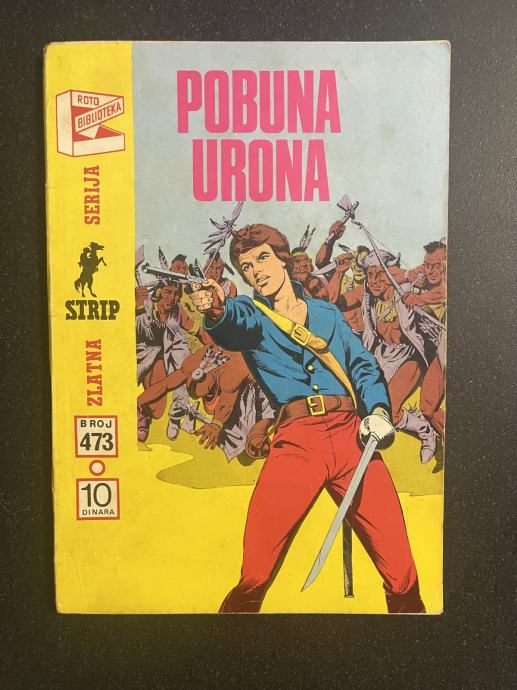 POBUNA
URONA
ROTO
BIBLIOTEKA
ZLATNA
STRIP
SERIJA
BROJ
473
10
DINARA